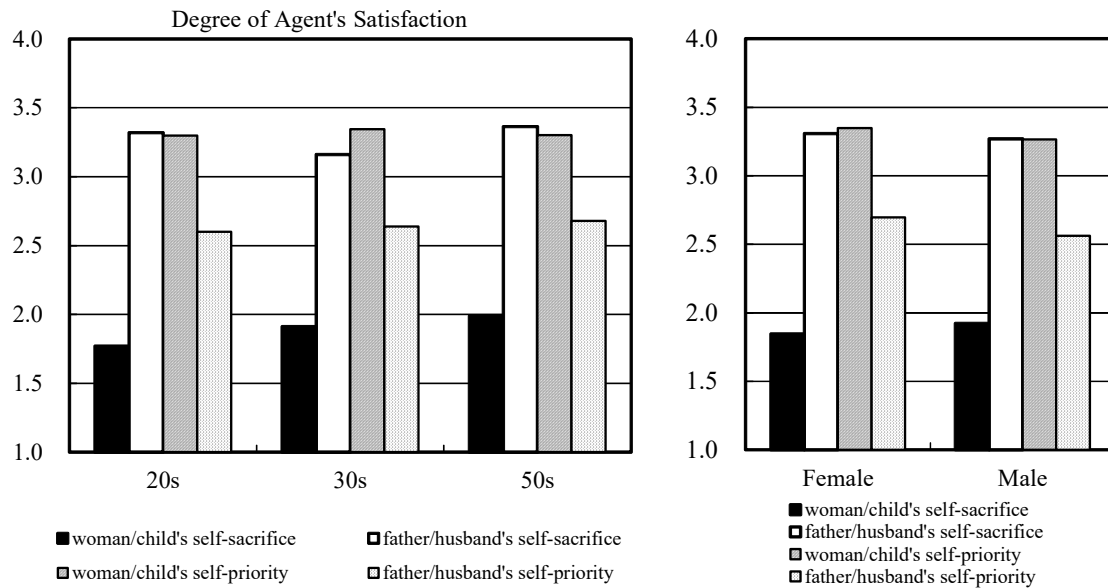 Degree of Agent's Satisfaction
4.0
3.5
3.0
2.5
2.0
1.5
1.0
20s 30s 50s
woman/child's self-sacrifice father/husband's self-sacrifice
woman/child's self-priority father/husband's self-priority
4.0
3.5
3.0
2.5
2.0
1.5
1.0
Female Male
woman/child's self-sacrifice
father/husband's self-sacrifice
woman/child's self-priority
father/husband's self-priority